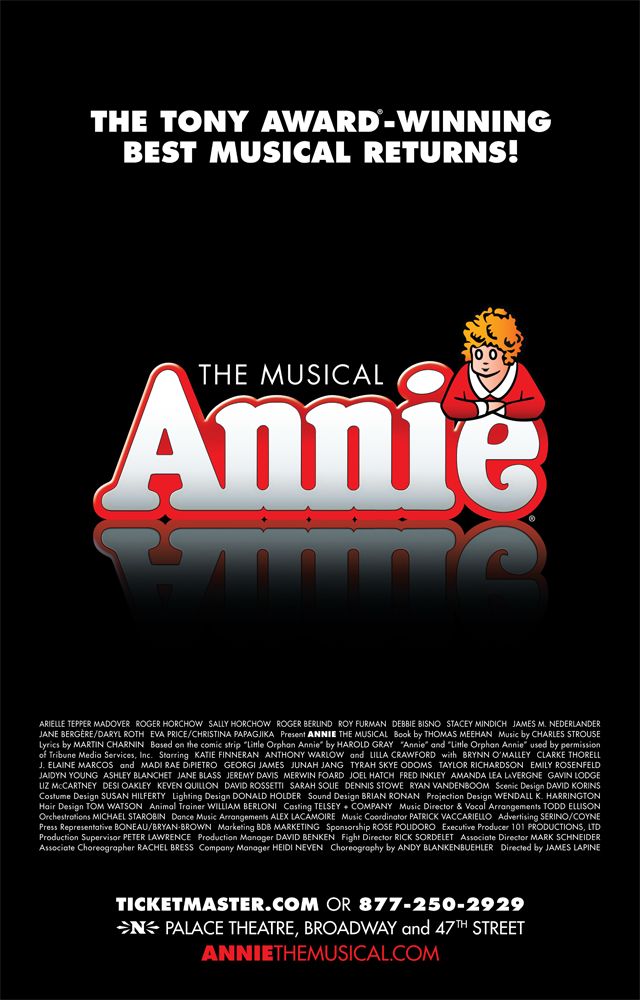 THE TONY AWARD®-WINNING
BEST MUSICAL RETURNS!
THE MUSICAL
Annie®
ARIELLE TEPPER MADOVER ROGER HORCHOW SALLY HORCHOW ROGER BERLIND ROY FURMAN DEBBIE BISNO STACEY MINDICH JAMES M. NEDERLANDER
JANE BERGÈRE/DARYL ROTH EVA PRICE/CHRISTINA PAPAGJIKA Present ANNIE THE MUSICAL Book by THOMAS MEEHAN Music by CHARLES STROUSE
Lyrics by MARTIN CHARNIN Based on the comic strip "Little Orphan Annie" by HAROLD GRAY "Annie" and "Little Orphan Annie" used by permission
of Tribune Media Services, Inc. Starring KATIE FINNERAN ANTHONY WARLOW and LILLA CRAWFORD with BRYNN O'MALLEY CLARKE THORELL
J. ELAINE MARCOS and MADI RAE DiPIETRO GEORGI JAMES JUNAH JANG TYRAH SKYE ODOMS TAYLOR RICHARDSON EMILY ROSENFELD
JAIDYN YOUNG ASHLEY BLANCHET JANE BLASS JEREMY DAVIS MERWIN FOARD JOEL HATCH FRED INKLEY AMANDA LEA LaVERGNE GAVIN LODGE
LIZ McCARTNEY DESI OAKLEY KEVEN QUILLON DAVID ROSSETTI SARAH SOLIE DENNIS STOWE RYAN VANDENBOOM Scenic Design DAVID KORINS
Costume Design SUSAN HILFERTY Lighting Design DONALD HOLDER Sound Design BRIAN RONAN Projection Design WENDALL K. HARRINGTON
Hair Design TOM WATSON Animal Trainer WILLIAM BERLONI Casting TELSEY + COMPANY Music Director & Vocal Arrangements TODD ELLISON
Orchestrations MICHAEL STAROBIN Dance Music Arrangements ALEX LACAMOIRE Music Coordinator PATRICK VACCARIELLO Advertising SERINO/COYNE
Press Representative BONEAU/BRYAN-BROWN Marketing BDB MARKETING Sponsorship ROSE POLIDORO Executive Producer 101 PRODUCTIONS, LTD
Production Supervisor PETER LAWRENCE Production Manager DAVID BENKEN Fight Director RICK SORDELET Associate Director MARK SCHNEIDER
Associate Choreographer RACHEL BRESS Company Manager HEIDI NEVEN Choreography by ANDY BLANKENBUEHLER Directed by JAMES LAPINE
TICKETMASTER.COM OR 877-250-2929
N PALACE THEATRE, BROADWAY and 47TH STREET
ANNIETHEMUSICAL.COM